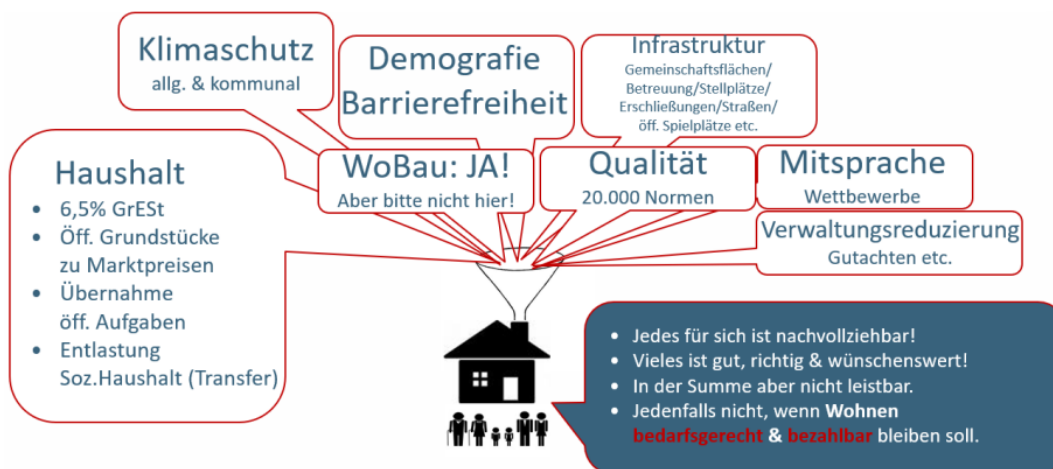 Klimaschutz
allg. & kommunal
Demografie
Barrierefreiheit
Infrastruktur
Gemeinschaftsflächen/
Betreuung/Stellplätze/
Erschließungen/Straßen/
öff. Spielplätze etc.
Haushalt
• 6,5% GrESt
• Öff. Grundstücke
zu Marktpreisen
• Übernahme
öff. Aufgaben
• Entlastung
Soz.Haushalt (Transfer)
WoBau: JA!
Aber bitte nicht hier!
Qualität
20.000 Normen
Mitsprache
Wettbewerbe
Verwaltungsreduzierung
Gutachten etc.
• Jedes für sich ist nachvollziehbar!
• Vieles ist gut, richtig & wünschenswert!
• In der Summe aber nicht leistbar.
• Jedenfalls nicht, wenn Wohnen
bedarfsgerecht & bezahlbar bleiben soll.